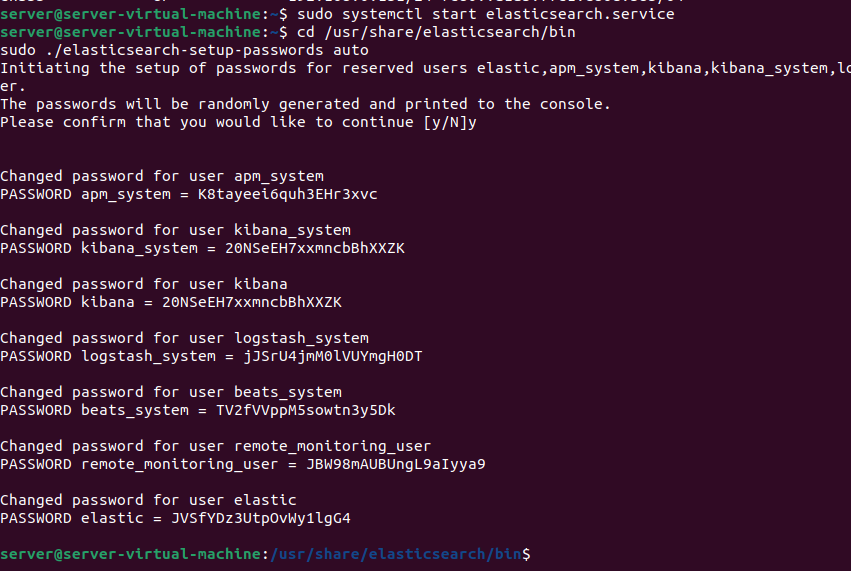 server@server-virtual-machine:~$ sudo systemctl start elasticsearch.service
server@server-virtual-machine:~$ cd /usr/share/elasticsearch/bin
sudo ./elasticsearch-setup-passwords auto
Initiating the setup of passwords for reserved users elastic,apm_system,kibana,kibana_system,lo
er.
The passwords will be randomly generated and printed to the console.
Please confirm that you would like to continue [y/N]y
Changed password for user apm_system
PASSWORD apm_system = K8tayeei6quh3EHr3xvc
Changed password for user kibana_system
PASSWORD kibana_system = 20NSeEH7xxmncbBhXXZK
Changed password for user kibana
PASSWORD kibana = 20NSeEH7xxmncbBhXXZK
Changed password for user logstash_system
PASSWORD logstash_system = jJSrU4jmM0lVUYmgH0DT
Changed password for user beats_system
PASSWORD beats_system = TV2fVVppM5sowtn3y5Dk
Changed password for user remote_monitoring_user
PASSWORD remote_monitoring_user = JBW98mAUBUngL9aIyya9
Changed password for user elastic
PASSWORD elastic = JVSfYDz3UtpOvWy1lgG4
server@server-virtual-machine:/usr/share/elasticsearch/bin$